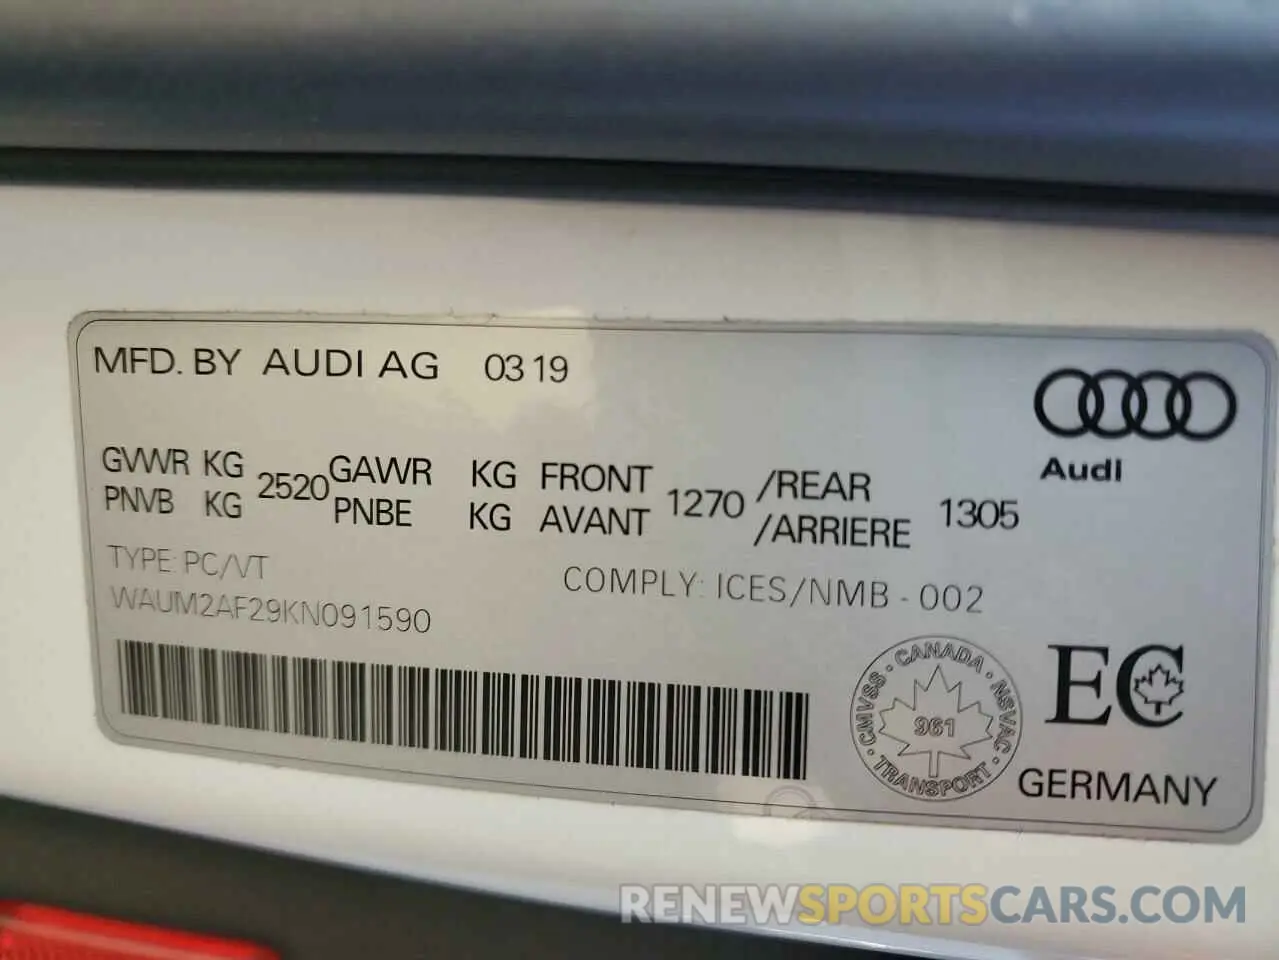 MFD. BY AUDI AG 03 19
Audi
GVWR KG 2520 GAWR KG FRONT 1270 /REAR 1305
PNVB KG PNBE KG AVANT /ARRIERE
TYPE: PC/VT
COMPLY: ICES/NMB - 002
WAUM2AF29KN091590
CMVSS · CANADA · NSVAC · TRANSPORT
961
EC
GERMANY
RENEWSPORTSCARS.COM